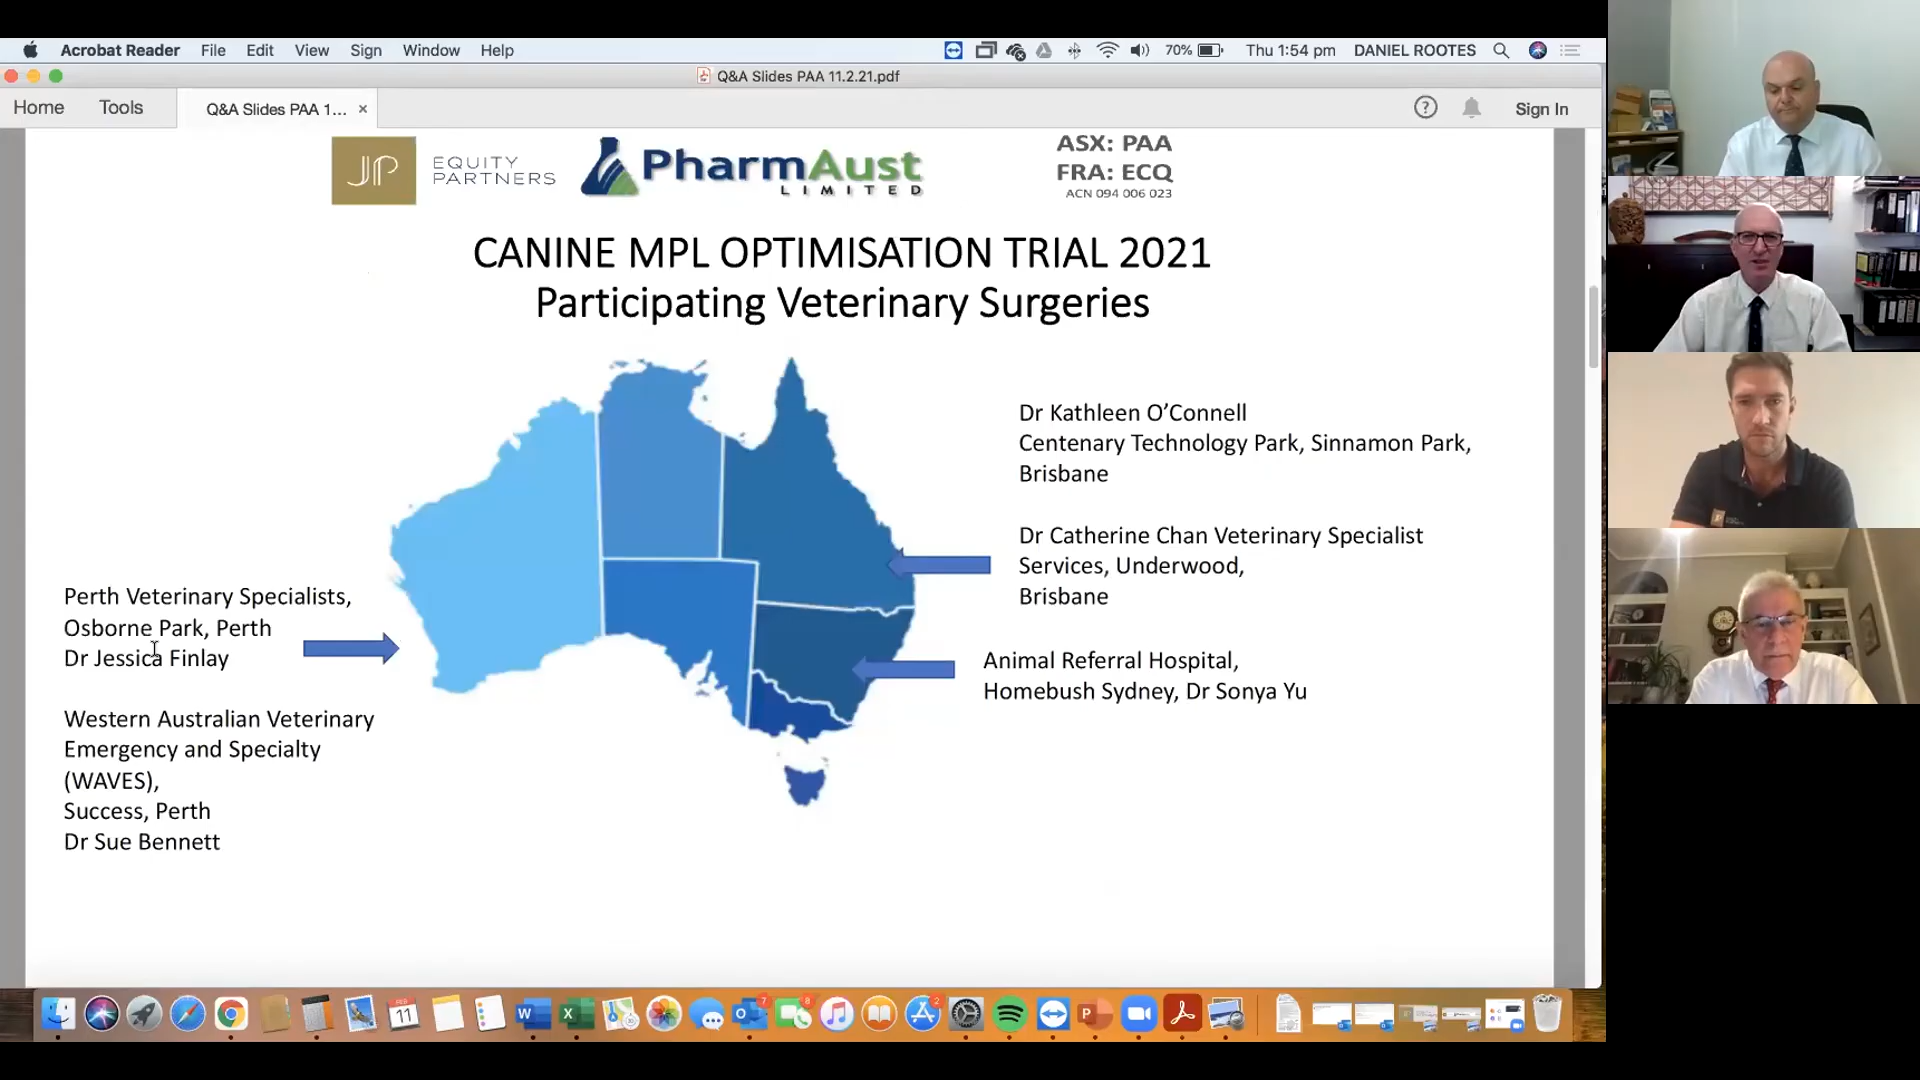 Acrobat Reader File Edit View Sign Window Help 70% Thu 1:54 pm DANIEL ROOTES
Q&A Slides PAA 11.2.21.pdf
Home Tools Q&A Slides PAA 1... × ? Sign In
JP EQUITY PARTNERS
PharmAust
LIMITED
ASX: PAA
FRA: ECQ
ACN 094 006 023
CANINE MPL OPTIMISATION TRIAL 2021
Participating Veterinary Surgeries
Dr Kathleen O’Connell
Centenary Technology Park, Sinnamon Park,
Brisbane
Dr Catherine Chan Veterinary Specialist
Services, Underwood,
Brisbane
Perth Veterinary Specialists,
Osborne Park, Perth
Dr Jessica Finlay
Animal Referral Hospital,
Homebush Sydney, Dr Sonya Yu
Western Australian Veterinary
Emergency and Specialty
(WAVES),
Success, Perth
Dr Sue Bennett
FEB
11
W
X
7
8
2
P